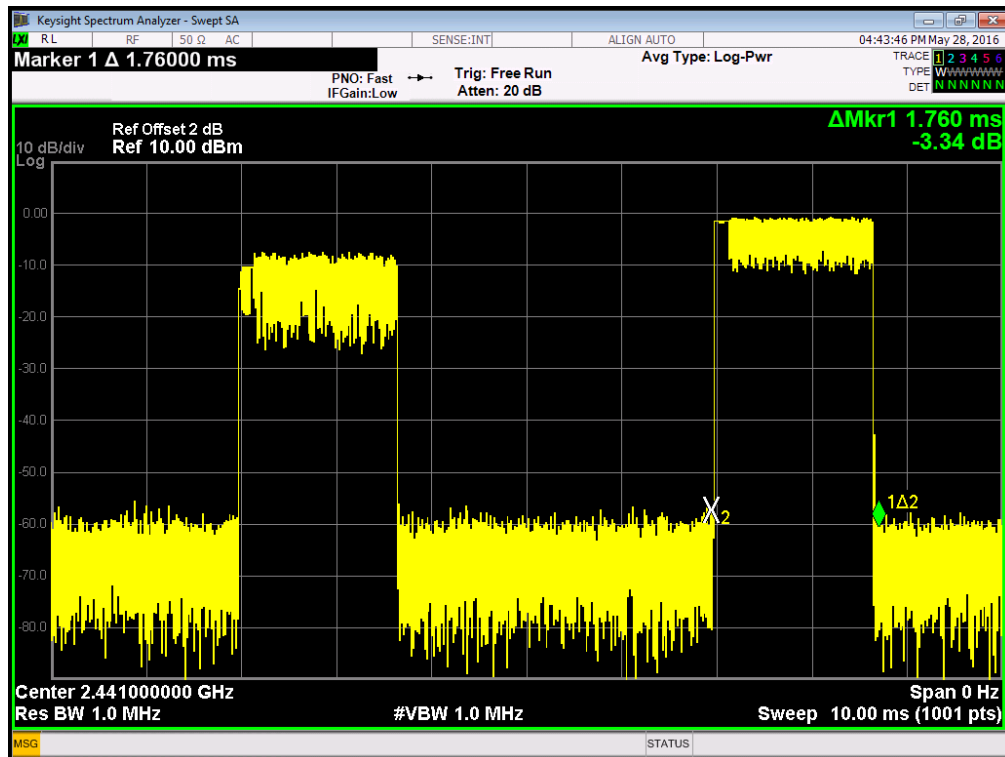 Keysight Spectrum Analyzer - Swept SA
LXI RL RF 50 Ω AC SENSE:INT ALIGN AUTO 04:43:46 PM May 28, 2016
Marker 1 Δ 1.76000 ms
PNO: Fast Trig: Free Run Avg Type: Log-Pwr TRACE 1 2 3 4 5 6
IFGain:Low Atten: 20 dB TYPE WWWWWW
DET N N N N N N
ΔMkr1 1.760 ms
-3.34 dB
Ref Offset 2 dB
10 dB/div Ref 10.00 dBm
Log
0.00
-10.0
-20.0
-30.0
-40.0
-50.0
1Δ2
2
-60.0
-70.0
-80.0
Center 2.441000000 GHz Span 0 Hz
Res BW 1.0 MHz #VBW 1.0 MHz Sweep 10.00 ms (1001 pts)
MSG STATUS